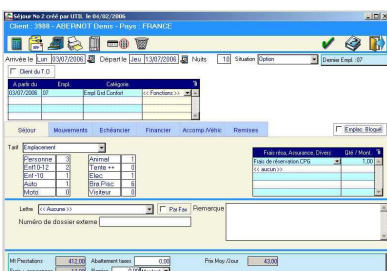 Séjour No 2 créé par UTIL le 04/02/2006
Client : 3988 - ABERNOT Denis - Pays : FRANCE
Arrivée le Lun 03/07/2006 Départ le Jeu 13/07/2006 Nuits 10 Situation Option Dernier Empl. :07
Client du T.O
A partir du Empl. Catégorie
03/07/2006 07 Empl Grd Confort << Fonctions >>
Séjour Mouvements Echéancier Financier Accomp./Véhic Remises Emplac. Bloqué
Tarif Emplacement
Frais résa, Assurance, Divers Qté / Mont.
Personne 3 Animal 1
Frais de réservation CPG 1,00
Enf10-12 2 Tente ++ 0
<< aucun >>
Enf -10 1 Elec 1
Auto 1 Bra.Pisc 6
Moto 0 Visiteur 0
Lettre << Aucune >> Par Fax Remarque
Numéro de dossier externe
Mt Prestations 412,00 Abattement taxes 0,00 Prix Moy./Jour 43,00